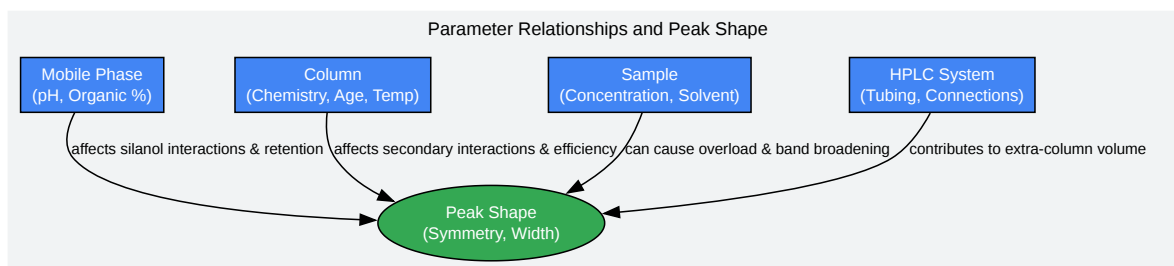 Parameter Relationships and Peak Shape
Mobile Phase
(pH, Organic %)
Column
(Chemistry, Age, Temp)
Sample
(Concentration, Solvent)
HPLC System
(Tubing, Connections)
affects silanol interactions & retention
affects secondary interactions & efficiency
can cause overload & band broadening
contributes to extra-column volume
Peak Shape
(Symmetry, Width)